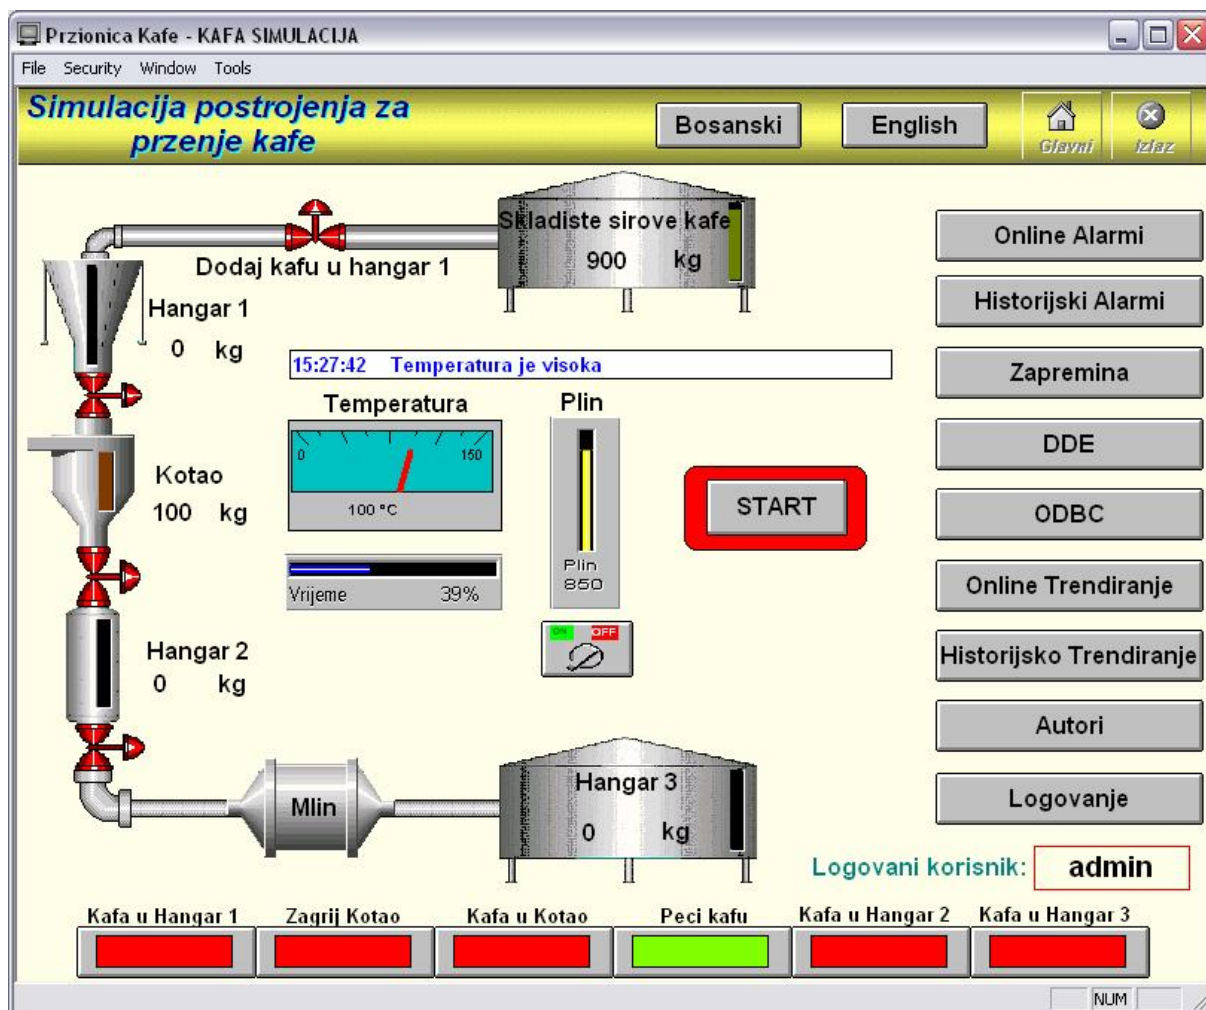 Przionica Kafe - KAFA SIMULACIJA
File Security Window Tools
Simulacija postrojenja za
przenje kafe
Bosanski
English
Glavni
Izlaz
Skladiste sirove kafe
900 kg
Dodaj kafu u hangar 1
Hangar 1
0 kg
15:27:42 Temperatura je visoka
Temperatura
0 150
100 °C
Plin
Plin
850
Kotao
100 kg
START
Vrijeme 39%
ON OFF
Hangar 2
0 kg
Mlin
Hangar 3
0 kg
Online Alarmi
Historijski Alarmi
Zapremina
DDE
ODBC
Online Trendiranje
Historijsko Trendiranje
Autori
Logovanje
Logovani korisnik: admin
Kafa u Hangar 1
Zagrij Kotao
Kafa u Kotao
Peci kafu
Kafa u Hangar 2
Kafa u Hangar 3
NUM